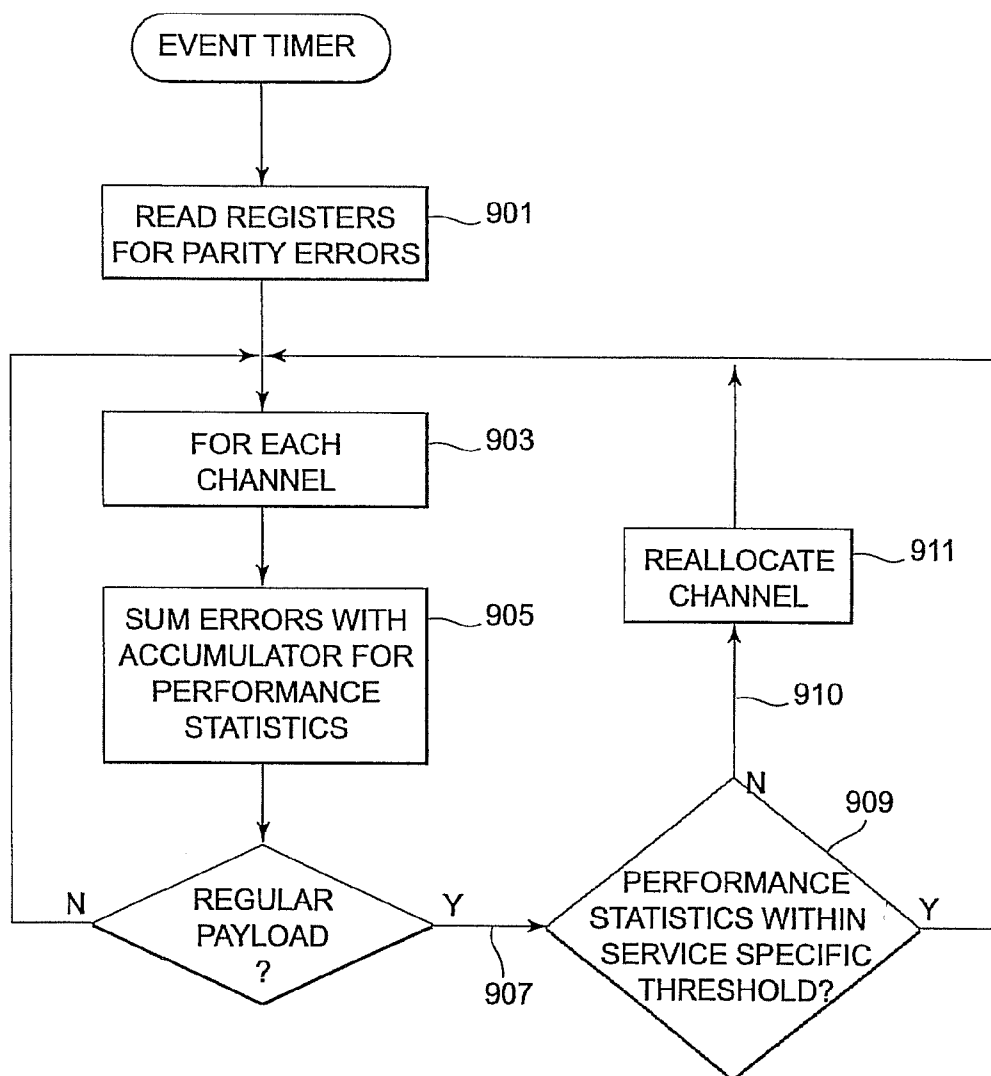 EVENT TIMER
READ REGISTERS
FOR PARITY ERRORS
901
FOR EACH
CHANNEL
903
SUM ERRORS WITH
ACCUMULATOR FOR
PERFORMANCE
STATISTICS
905
REGULAR
PAYLOAD
?
N
Y
907
PERFORMANCE
STATISTICS WITHIN
SERVICE SPECIFIC
THRESHOLD?
909
N
Y
910
REALLOCATE
CHANNEL
911